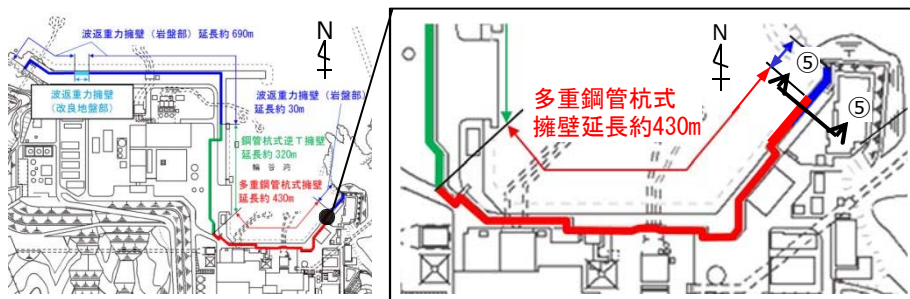 波返重力擁壁（岩盤部）延長約690m
N
波返重力擁壁
（改良地盤部）
波返重力擁壁（岩盤部）
延長約30m
鋼管杭式逆T擁壁
延長約320m
輪谷湾
多重鋼管杭式擁壁
延長約430m
N
⑤
⑤
多重鋼管杭式
擁壁延長約430m